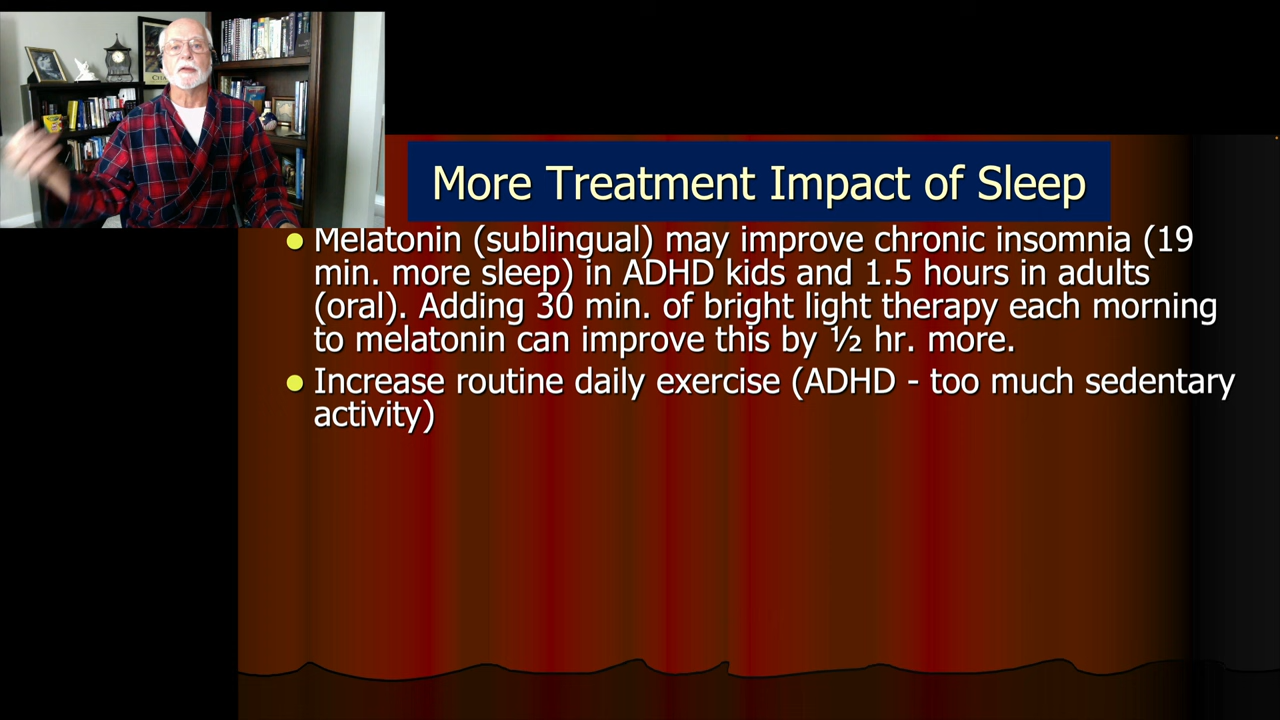 More Treatment Impact of Sleep
Melatonin (sublingual) may improve chronic insomnia (19
min. more sleep) in ADHD kids and 1.5 hours in adults
(oral). Adding 30 min. of bright light therapy each morning
to melatonin can improve this by ½ hr. more.
Increase routine daily exercise (ADHD - too much sedentary
activity)